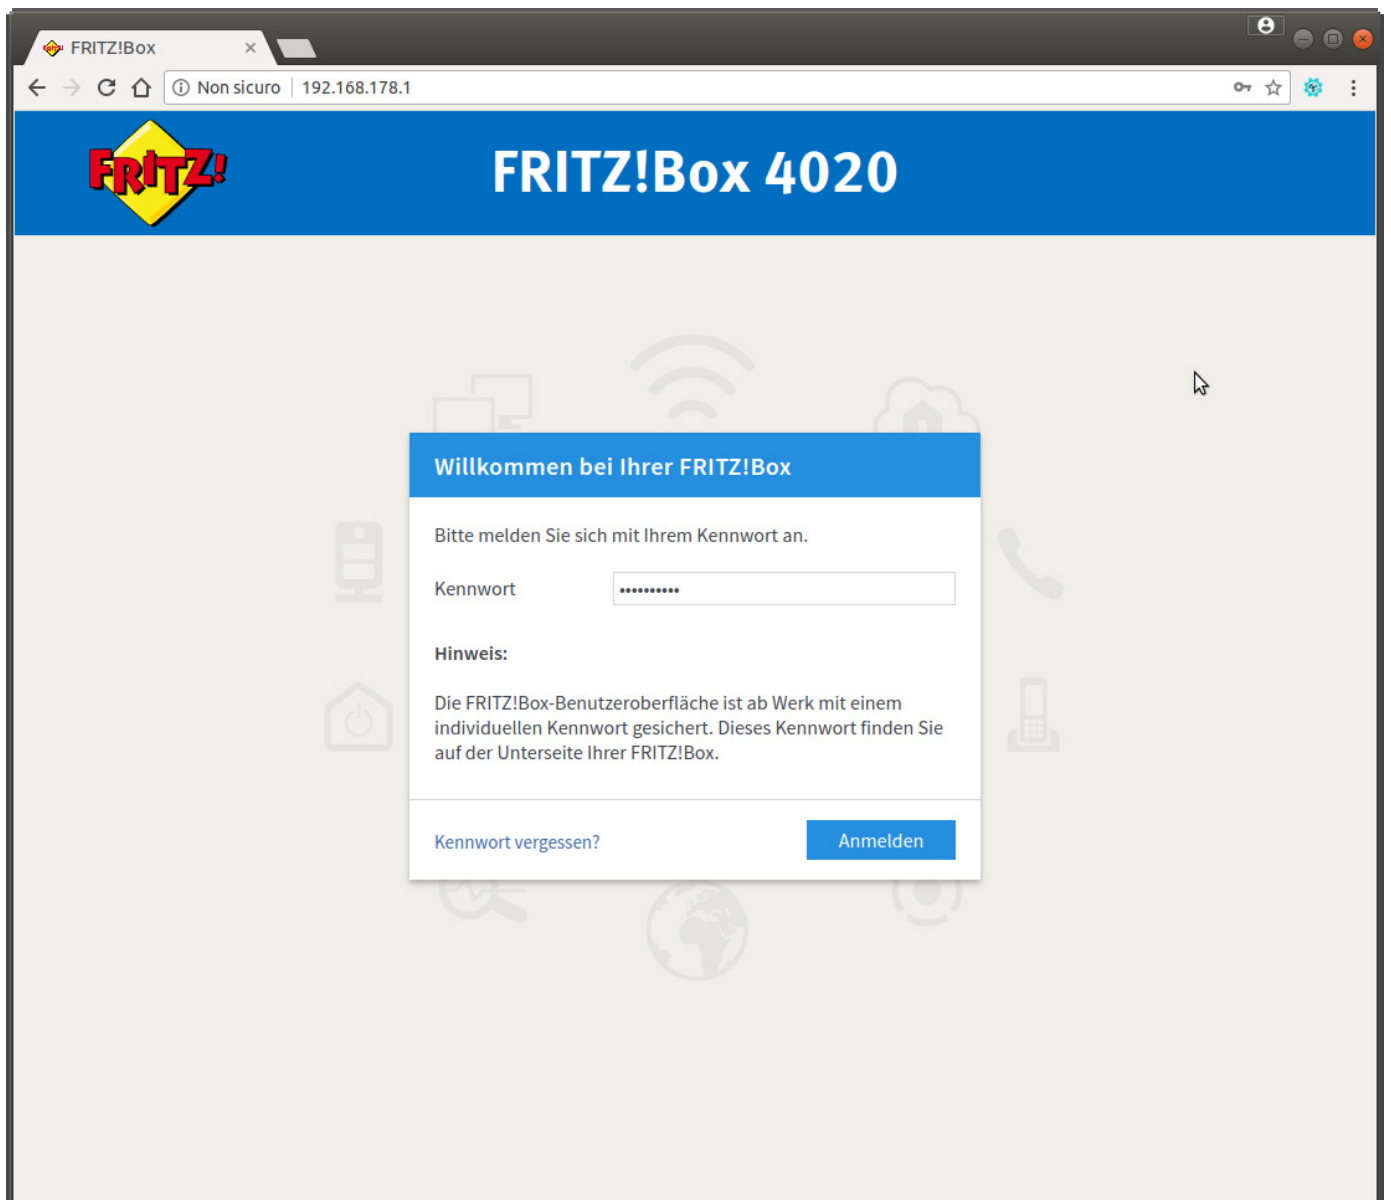 FRITZ!Box
Non sicuro 192.168.178.1
FRITZ!
FRITZ!Box 4020
Willkommen bei Ihrer FRITZ!Box
Bitte melden Sie sich mit Ihrem Kennwort an.
Kennwort ••••••••••
Hinweis:
Die FRITZ!Box-Benutzeroberfläche ist ab Werk mit einem
individuellen Kennwort gesichert. Dieses Kennwort finden Sie
auf der Unterseite Ihrer FRITZ!Box.
Kennwort vergessen? Anmelden